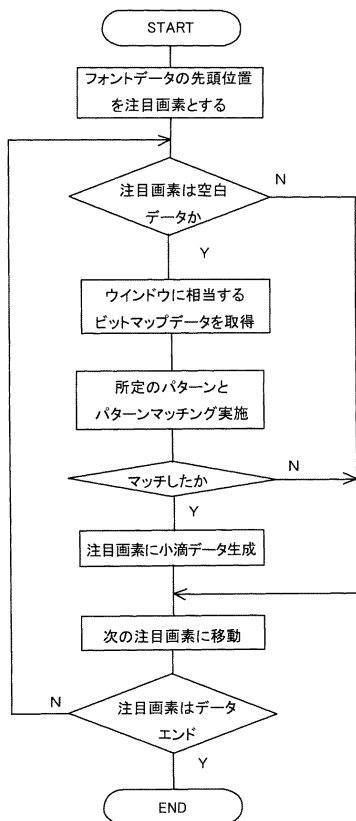 START
フォントデータの先頭位置
を注目画素とする
注目画素は空白
データか
N
Y
ウインドウに相当する
ビットマップデータを取得
所定のパターンと
パターンマッチング実施
マッチしたか
N
Y
注目画素に小滴データ生成
次の注目画素に移動
N
注目画素はデータ
エンド
Y
END